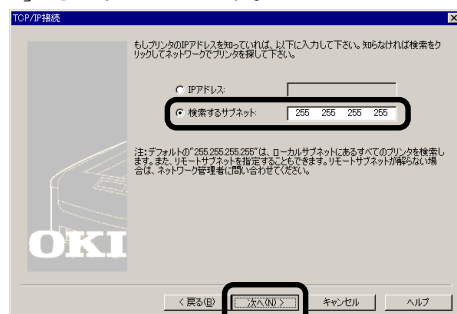 TCP/IP接続
もしプリンタのIPアドレスを知っていれば、以下に入力して下さい。知らなければ検索をク
リックしてネットワークでプリンタを探して下さい。
IPアドレス:
検索するサブネット: 255 255 255 255
注:デフォルトの"255.255.255.255"は、ローカルサブネットにあるすべてのプリンタを検索し
ます。また、リモートサブネットを指定することもできます。リモートサブネットが解らない場
合は、ネットワーク管理者に問い合わせてください。
OKI
< 戻る(B) 次へ(N) > キャンセル ヘルプ